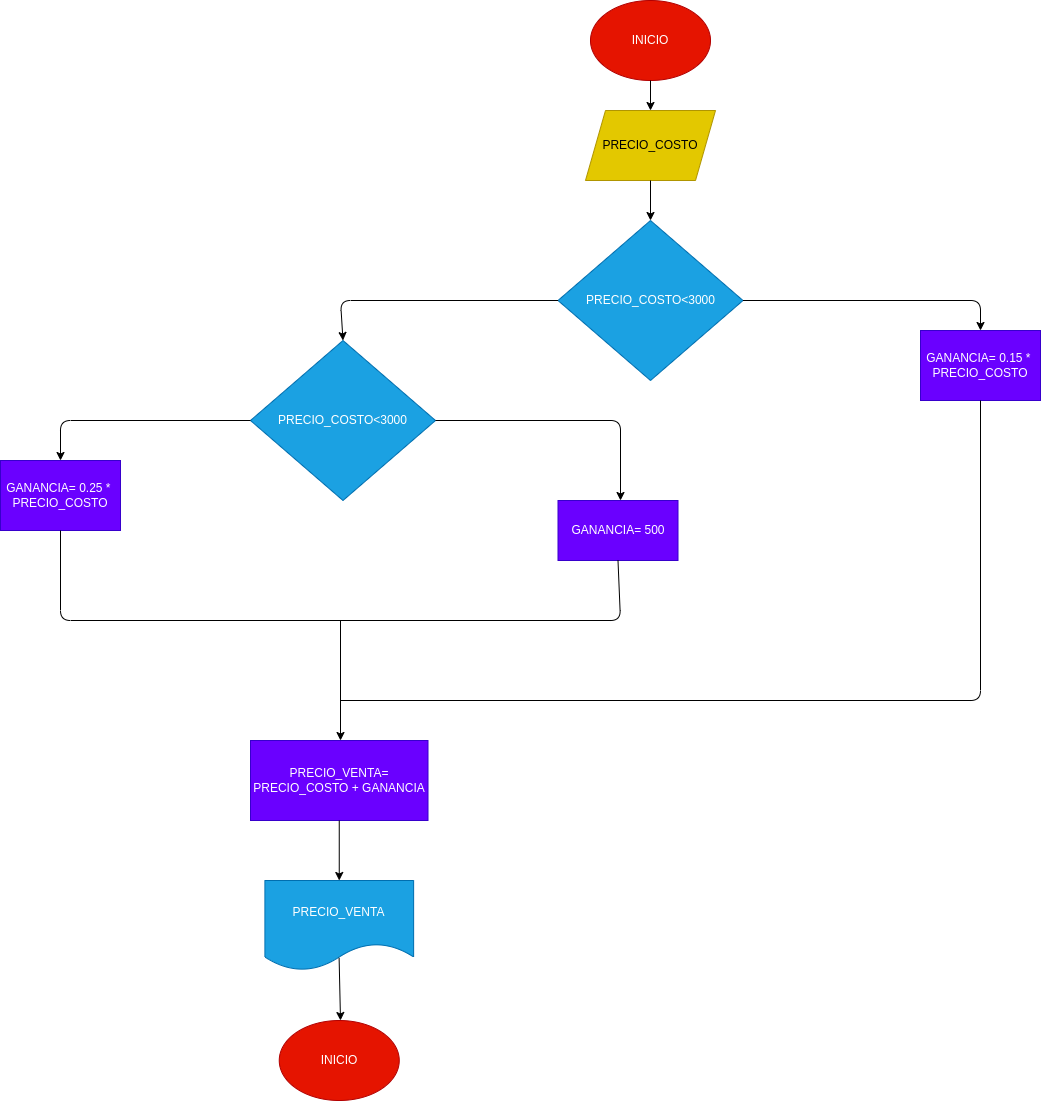 INICIO
PRECIO_COSTO
PRECIO_COSTO<3000
GANANCIA= 0.15 *
PRECIO_COSTO
PRECIO_COSTO<3000
GANANCIA= 0.25 *
PRECIO_COSTO
GANANCIA= 500
PRECIO_VENTA=
PRECIO_COSTO + GANANCIA
PRECIO_VENTA
INICIO